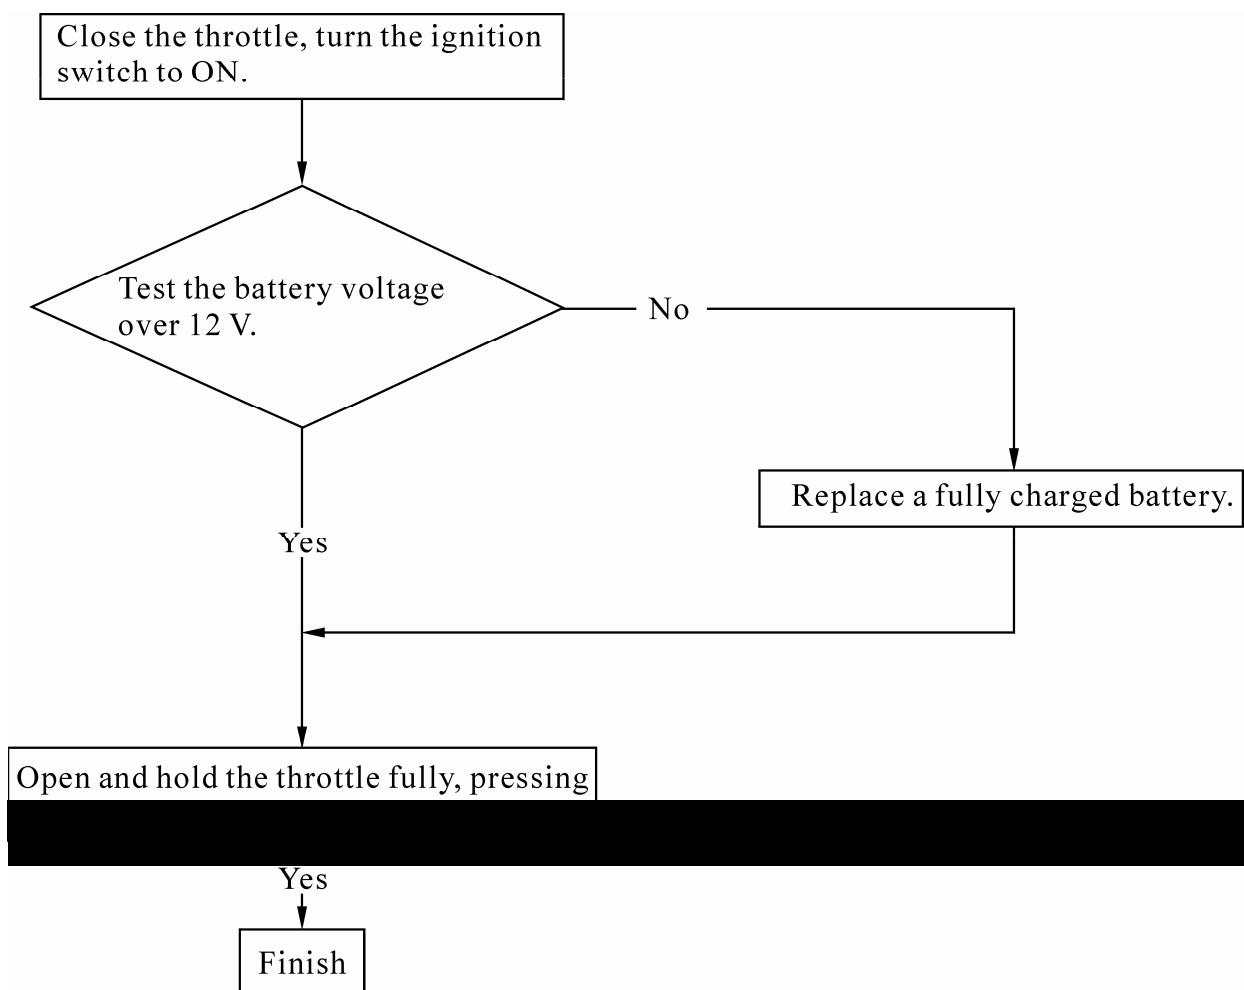 Close the throttle, turn the ignition
switch to ON.
Test the battery voltage
over 12 V.
No
Replace a fully charged battery.
Yes
Open and hold the throttle fully, pressing
Yes
Finish